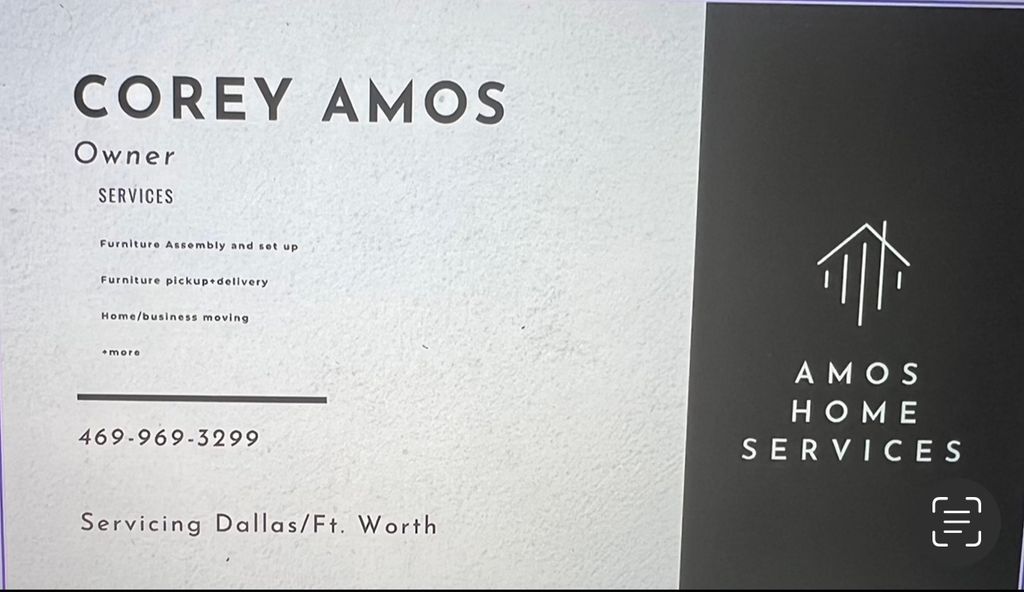 COREY AMOS
Owner
SERVICES
Furniture Assembly and set up
Furniture pickup+delivery
Home/business moving
+more
469-969-3299
Servicing Dallas/Ft. Worth
AMOS
HOME
SERVICES